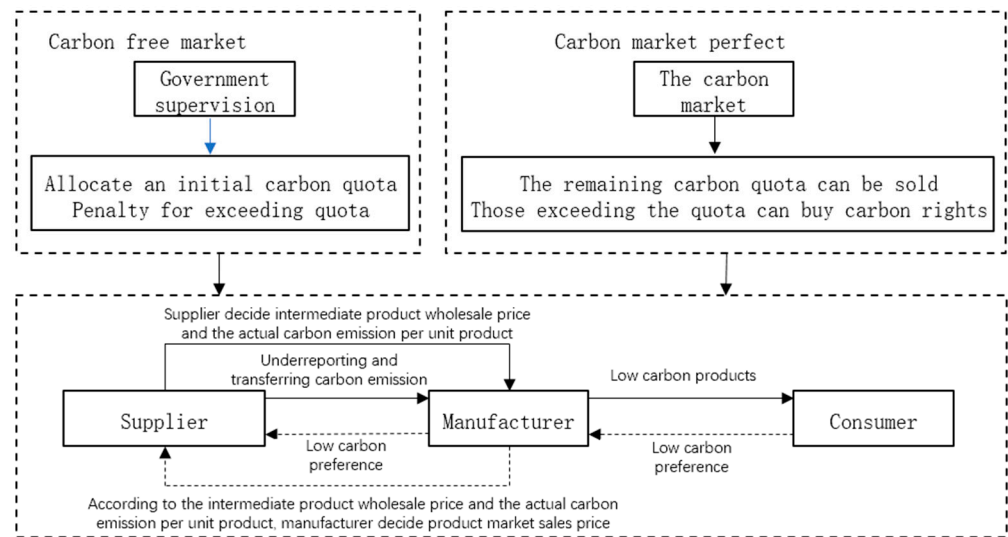 Carbon free market
Government
supervision
Allocate an initial carbon quota
Penalty for exceeding quota
Carbon market perfect
The carbon
market
The remaining carbon quota can be sold
Those exceeding the quota can buy carbon rights
Supplier decide intermediate product wholesale price
and the actual carbon emission per unit product
Underreporting and
transferring carbon emission
Low carbon products
Supplier
Manufacturer
Consumer
Low carbon
preference
Low carbon
preference
According to the intermediate product wholesale price and the actual carbon
emission per unit product, manufacturer decide product market sales price